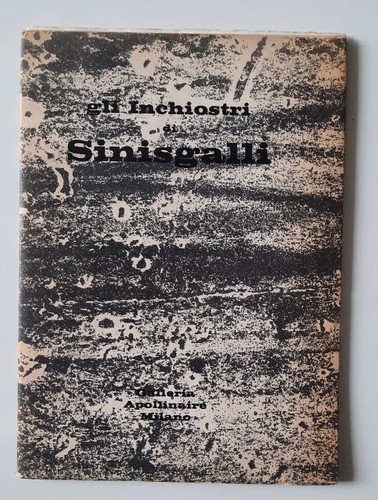 gli Inchiostri
di
Sinisgalli
Galleria
Apollinaire
Milano